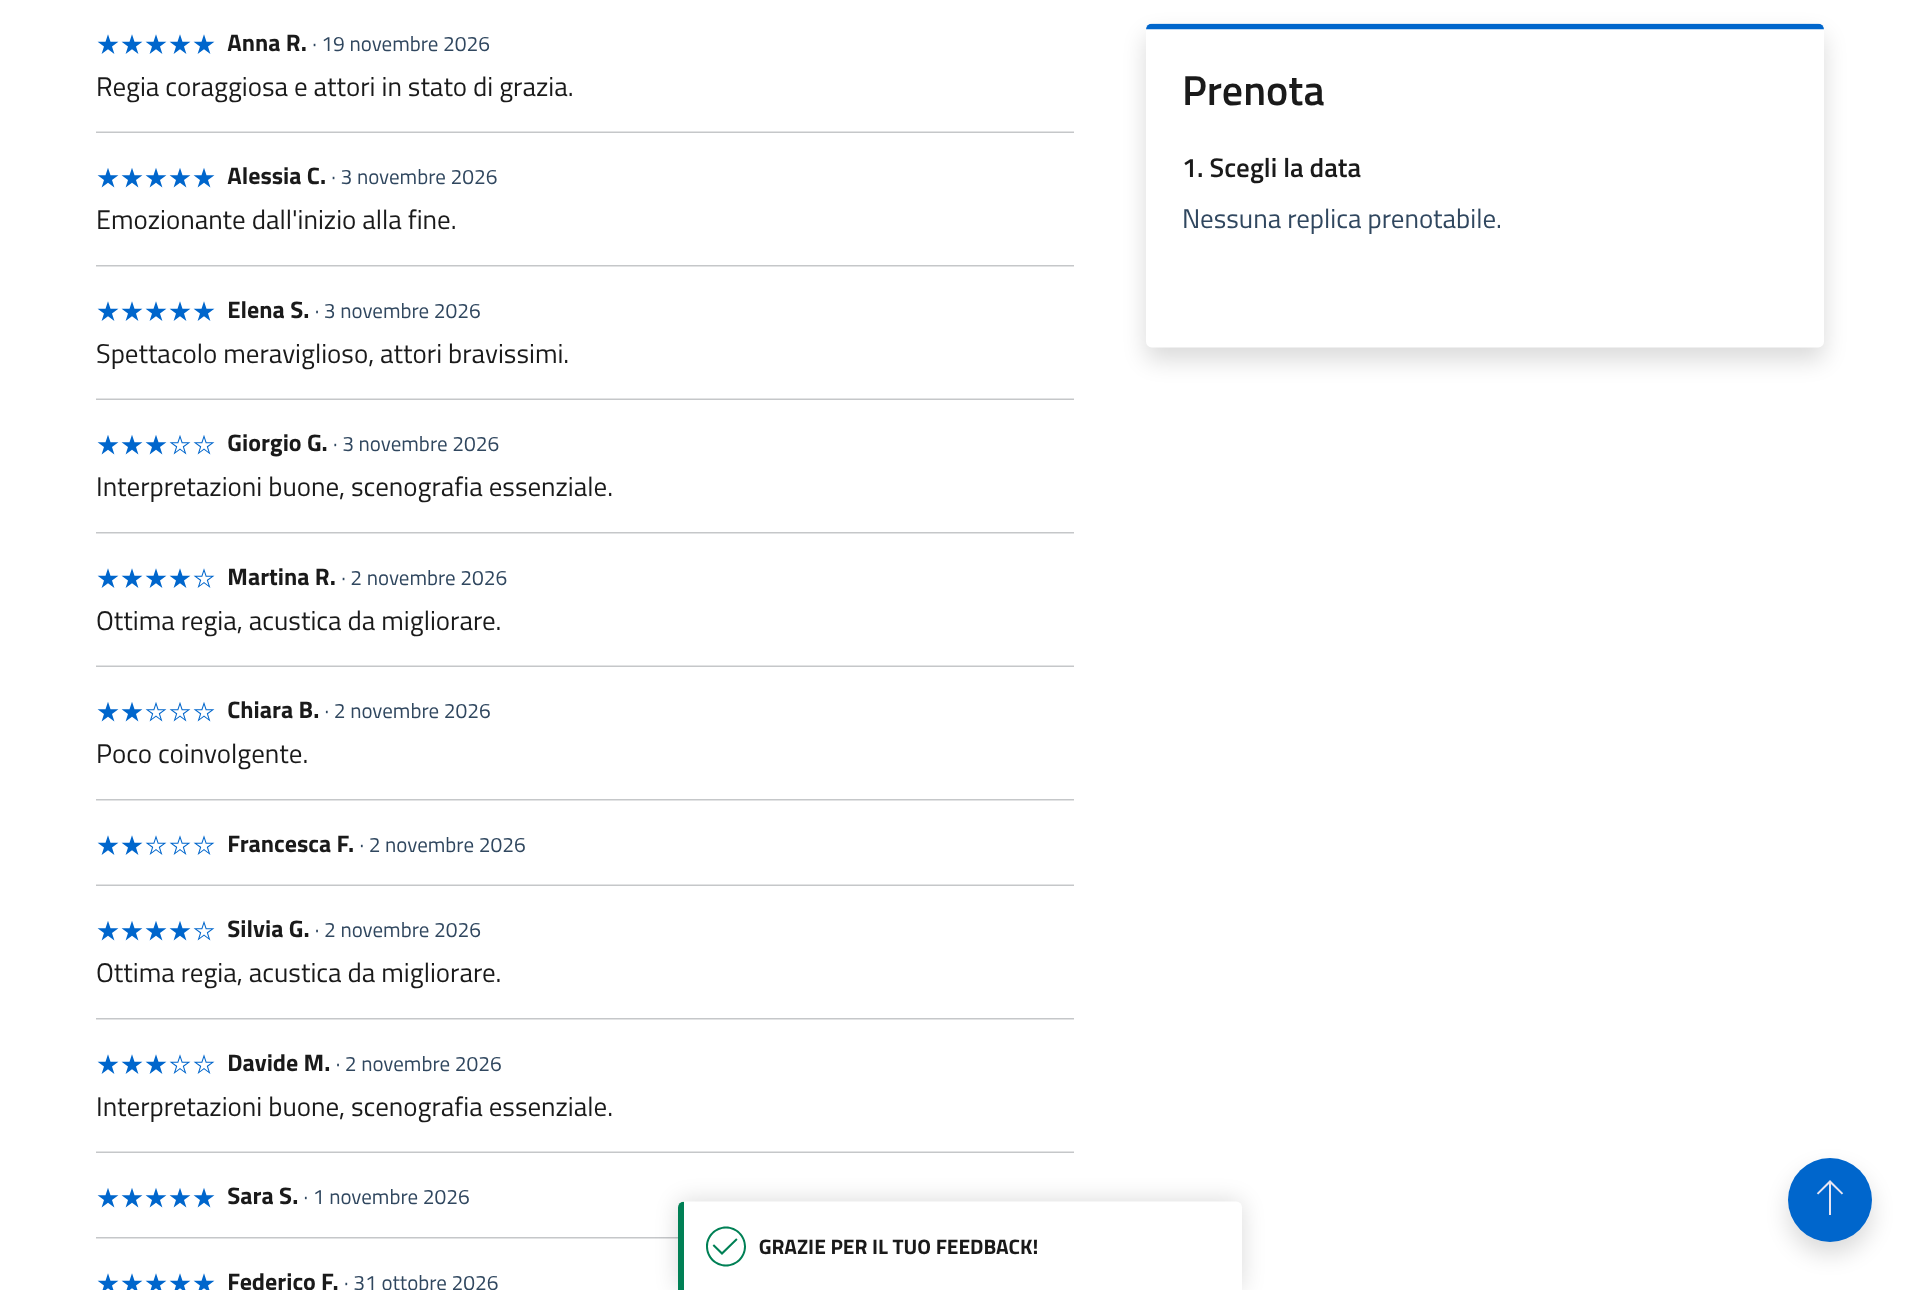 ★★★★★ Anna R. · 19 novembre 2026
Regia coraggiosa e attori in stato di grazia.
★★★★★ Alessia C. · 3 novembre 2026
Emozionante dall'inizio alla fine.
★★★★★ Elena S. · 3 novembre 2026
Spettacolo meraviglioso, attori bravissimi.
★★★☆☆ Giorgio G. · 3 novembre 2026
Interpretazioni buone, scenografia essenziale.
★★★★☆ Martina R. · 2 novembre 2026
Ottima regia, acustica da migliorare.
★★☆☆☆ Chiara B. · 2 novembre 2026
Poco coinvolgente.
★★☆☆☆ Francesca F. · 2 novembre 2026
★★★★☆ Silvia G. · 2 novembre 2026
Ottima regia, acustica da migliorare.
★★★☆☆ Davide M. · 2 novembre 2026
Interpretazioni buone, scenografia essenziale.
★★★★★ Sara S. · 1 novembre 2026
★★★★★ Federico F. · 31 ottobre 2026
Prenota
1. Scegli la data
Nessuna replica prenotabile.
GRAZIE PER IL TUO FEEDBACK!